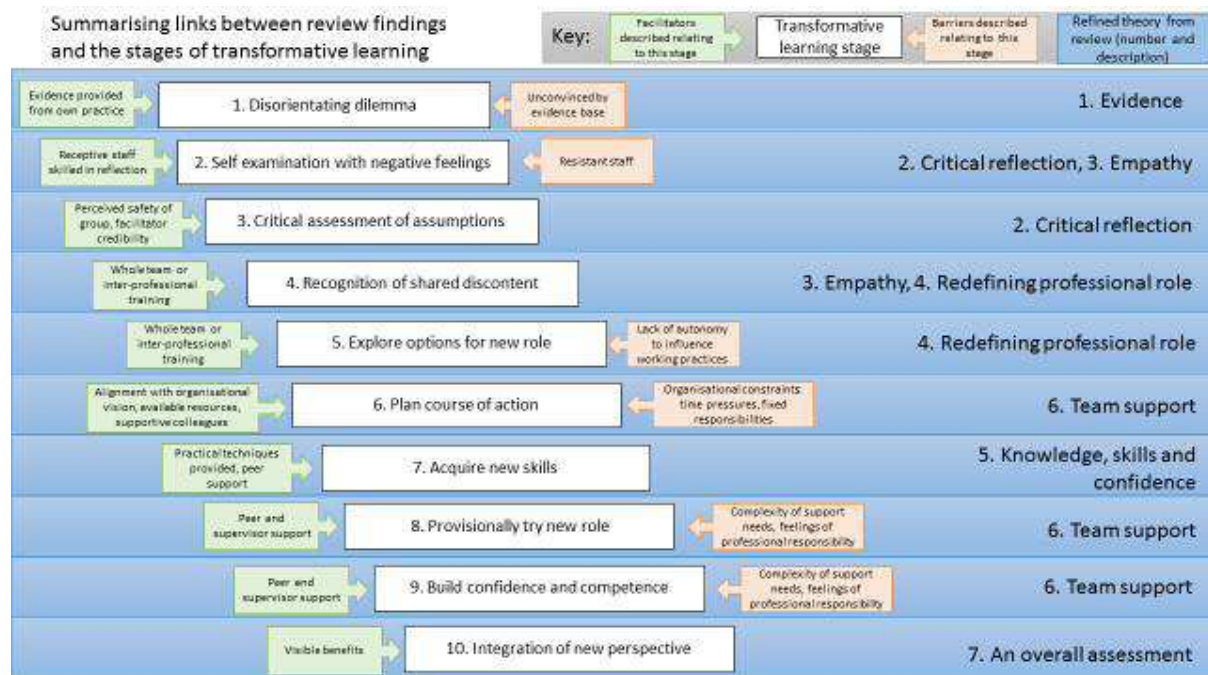 Summarising links between review findings
and the stages of transformative learning
Key:
Facilitators
described relating
to this stage
Transformative
learning stage
Barriers described
relating to this
stage
Refined theory from
review (number and
description)
Evidence provided
from own practice
1. Disorientating dilemma
Unconvinced by
evidence base
1. Evidence
Receptive staff
skilled in reflection
2. Self examination with negative feelings
Resistant staff
2. Critical reflection, 3. Empathy
Perceived safety of
group, facilitator
credibility
3. Critical assessment of assumptions
2. Critical reflection
Whole team or
inter-professional
training
4. Recognition of shared discontent
3. Empathy, 4. Redefining professional role
Whole team or
inter-professional
training
5. Explore options for new role
Lack of autonomy
to influence
working practices
4. Redefining professional role
Alignment with organisational
vision, available resources,
supportive colleagues
6. Plan course of action
Organisational constraints
time pressures, fixed
responsibilities
6. Team support
Practical techniques
provided, peer
support
7. Acquire new skills
5. Knowledge, skills and
confidence
Peer and
supervisor support
8. Provisionally try new role
Complexity of support
needs, feelings of
professional responsibility
6. Team support
Peer and
supervisor support
9. Build confidence and competence
Complexity of support
needs, feelings of
professional responsibility
6. Team support
Visible benefits
10. Integration of new perspective
7. An overall assessment